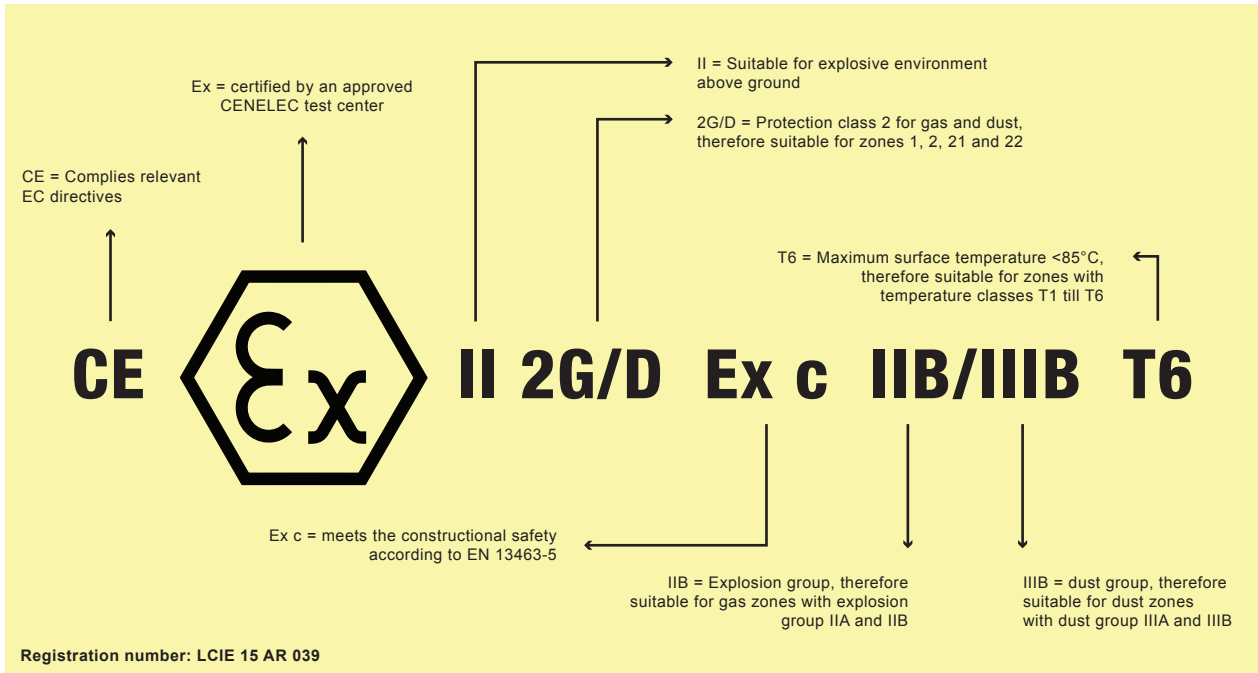 II = Suitable for explosive environment
above ground
Ex = certified by an approved
CENELEC test center
2G/D = Protection class 2 for gas and dust,
therefore suitable for zones 1, 2, 21 and 22
CE = Complies relevant
EC directives
T6 = Maximum surface temperature <85°C,
therefore suitable for zones with
temperature classes T1 till T6
CE Ex II 2G/D Ex c IIB/IIIB T6
Ex c = meets the constructional safety
according to EN 13463-5
IIB = Explosion group, therefore
suitable for gas zones with explosion
group IIA and IIB
IIIB = dust group, therefore
suitable for dust zones
with dust group IIIA and IIIB
Registration number: LCIE 15 AR 039